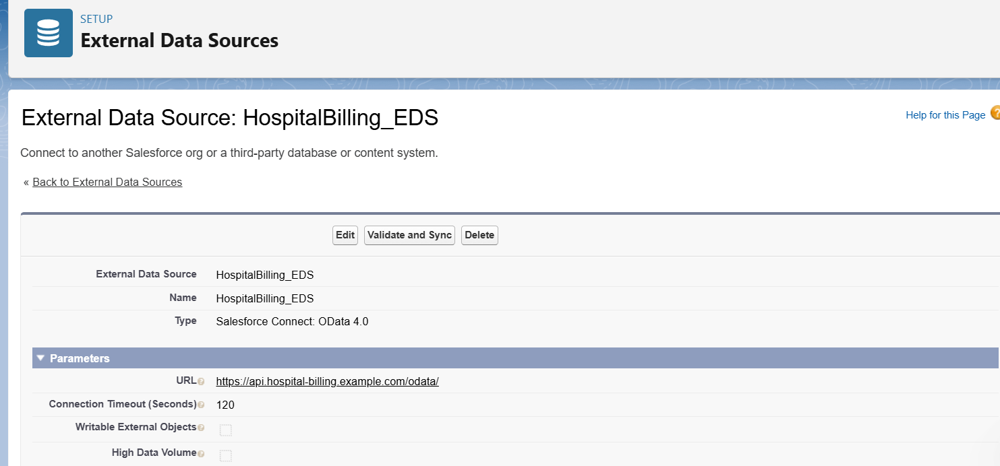 SETUP
External Data Sources
External Data Source: HospitalBilling_EDS
Help for this Page ?
Connect to another Salesforce org or a third-party database or content system.
« Back to External Data Sources
Edit Validate and Sync Delete
External Data Source HospitalBilling_EDS
Name HospitalBilling_EDS
Type Salesforce Connect: OData 4.0
Parameters
URL ? https://api.hospital-billing.example.com/odata/
Connection Timeout (Seconds) ? 120
Writable External Objects ?
High Data Volume ?